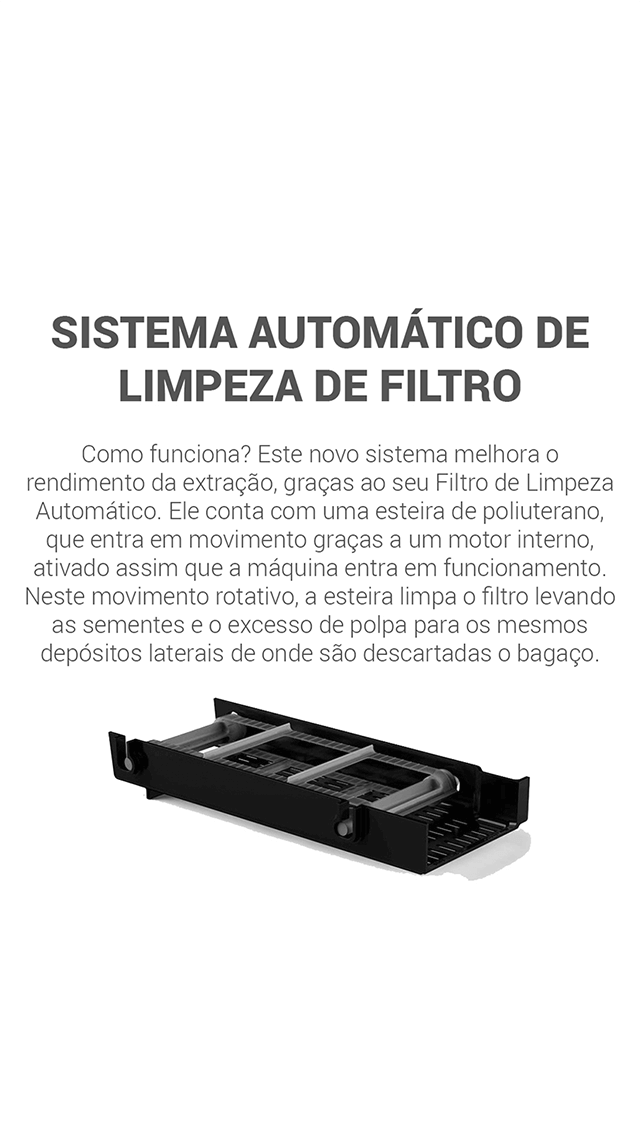 SISTEMA AUTOMÁTICO DE
LIMPEZA DE FILTRO
Como funciona? Este novo sistema melhora o
rendimento da extração, graças ao seu Filtro de Limpeza
Automático. Ele conta com uma esteira de poliuterano,
que entra em movimento graças a um motor interno,
ativado assim que a máquina entra em funcionamento.
Neste movimento rotativo, a esteira limpa o filtro levando
as sementes e o excesso de polpa para os mesmos
depósitos laterais de onde são descartadas o bagaço.